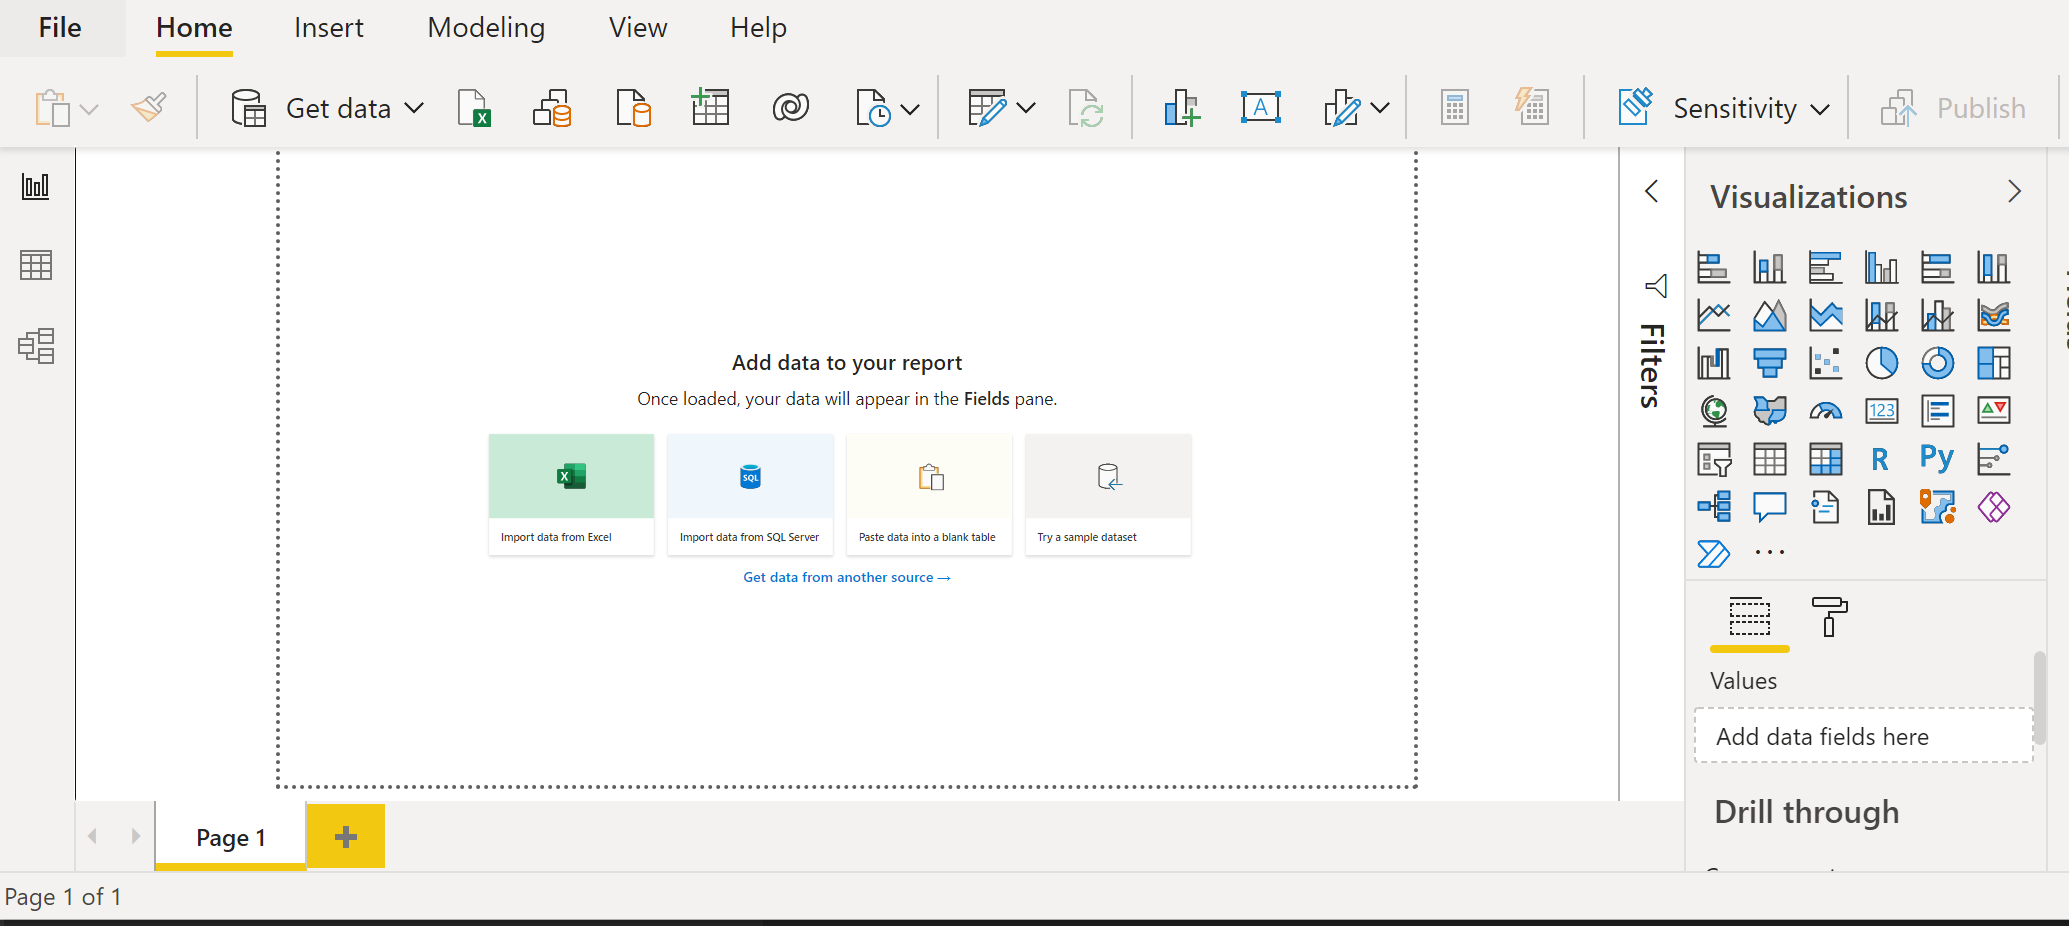 File Home Insert Modeling View Help
Get data
Sensitivity
Publish
Add data to your report
Once loaded, your data will appear in the Fields pane.
Import data from Excel
SQL
Import data from SQL Server
Paste data into a blank table
Try a sample dataset
Get data from another source →
Filters
Visualizations
123
R
Py
Values
Add data fields here
Drill through
Page 1
Page 1 of 1